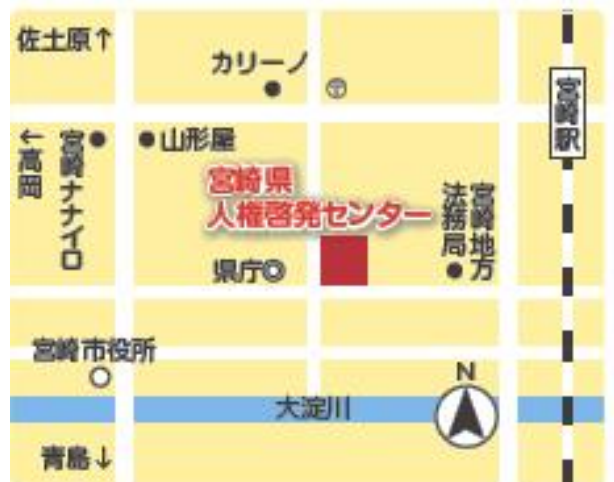 佐土原↑
カリーノ
〒
宮崎駅
←高岡
宮崎ナナイロ
山形屋
宮崎県
人権啓発センター
宮崎地方
法務局
県庁◎
宮崎市役所
N
大淀川
青島↓